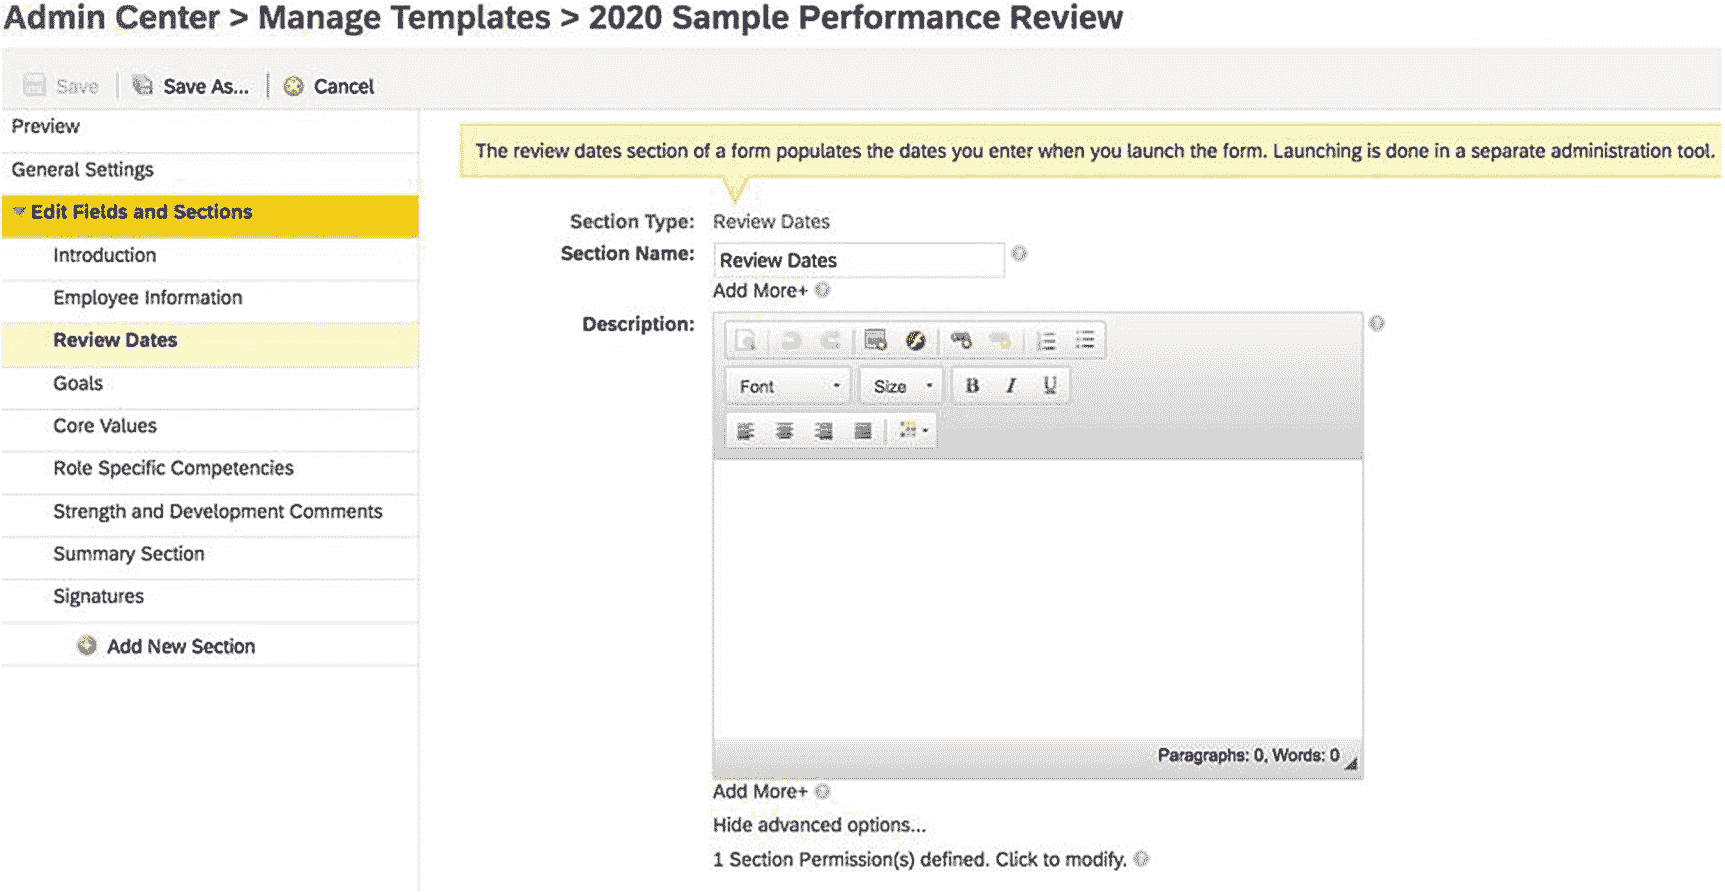 Admin Center > Manage Templates > 2020 Sample Performance Review
Save
Save As...
Cancel
Preview
General Settings
Edit Fields and Sections
Introduction
Employee Information
Review Dates
Goals
Core Values
Role Specific Competencies
Strength and Development Comments
Summary Section
Signatures
Add New Section
The review dates section of a form populates the dates you enter when you launch the form. Launching is done in a separate administration tool.
Section Type: Review Dates
Section Name: Review Dates
Add More+
Description:
Font Size B I U
Paragraphs: 0, Words: 0
Add More+
Hide advanced options...
1 Section Permission(s) defined. Click to modify.